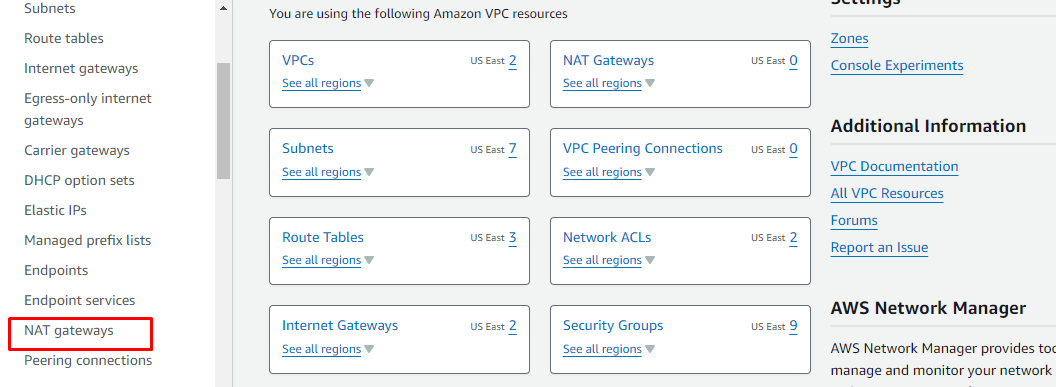 Subnets
Route tables
Internet gateways
Egress-only internet
gateways
Carrier gateways
DHCP option sets
Elastic IPs
Managed prefix lists
Endpoints
Endpoint services
NAT gateways
Peering connections
You are using the following Amazon VPC resources
VPCs US East 2
See all regions
NAT Gateways US East 0
See all regions
Subnets US East 7
See all regions
VPC Peering Connections US East 0
See all regions
Route Tables US East 3
See all regions
Network ACLs US East 2
See all regions
Internet Gateways US East 2
See all regions
Security Groups US East 9
See all regions
Settings
Zones
Console Experiments
Additional Information
VPC Documentation
All VPC Resources
Forums
Report an Issue
AWS Network Manager
AWS Network Manager provides
manage and monitor your network